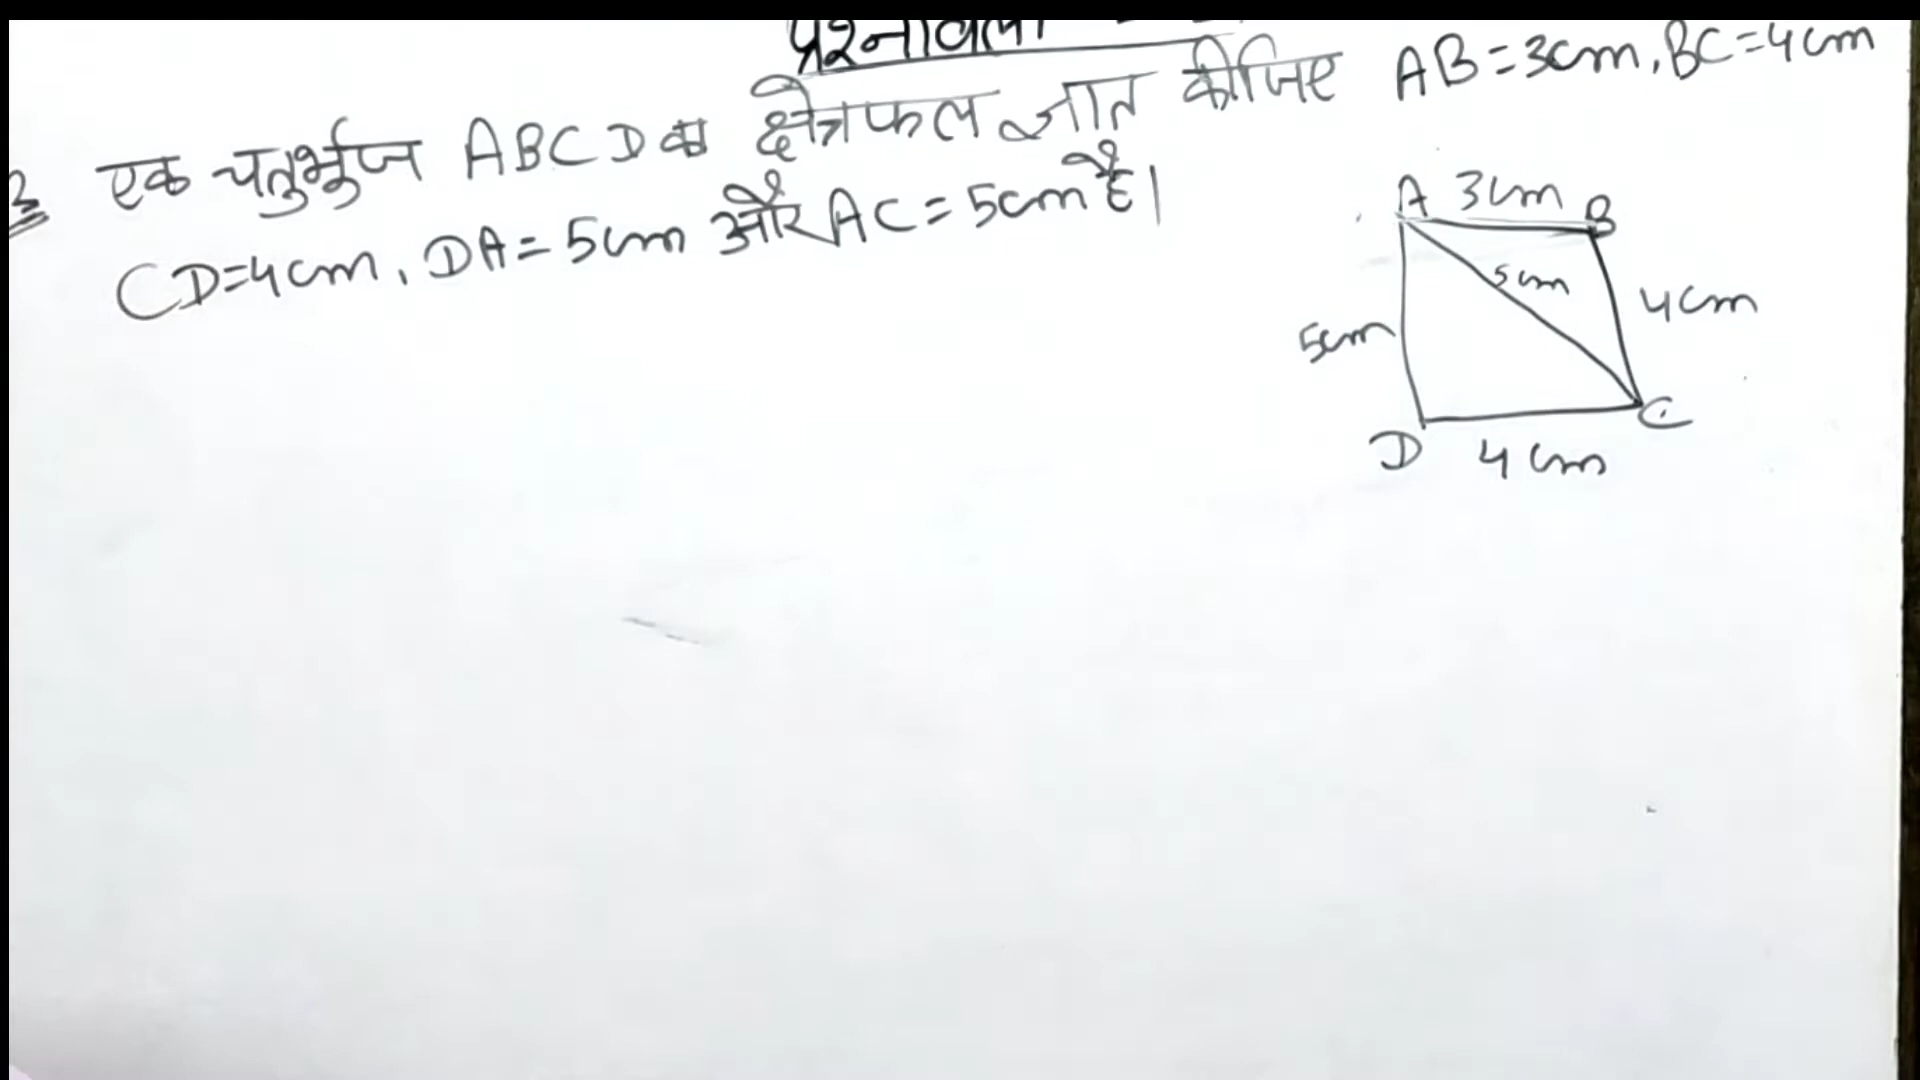 प्रश्नावली
3 एक चतुर्भुज ABCD का क्षेत्रफल ज्ञात कीजिए AB=3cm, BC=4cm
CD=4cm, DA=5cm और AC=5cm है।
A 3cm B
5cm
4cm
5cm
D 4cm C